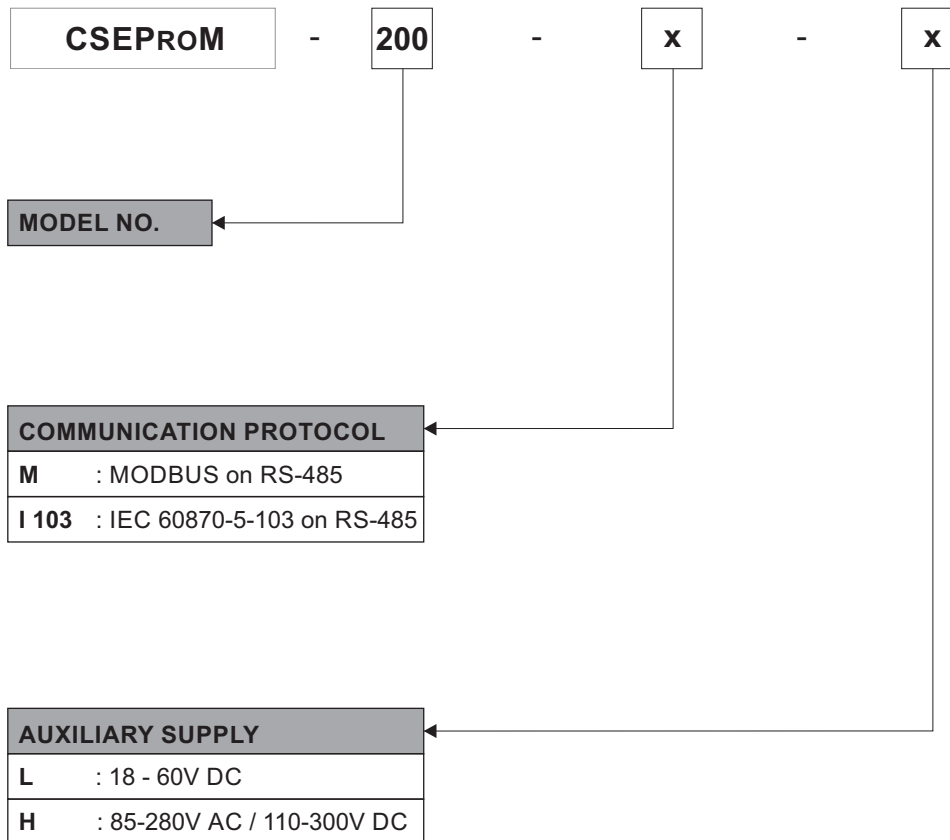 CSEPROM - 200 - x - x
MODEL NO.
COMMUNICATION PROTOCOL
M : MODBUS on RS-485
I 103 : IEC 60870-5-103 on RS-485
AUXILIARY SUPPLY
L : 18 - 60V DC
H : 85-280V AC / 110-300V DC